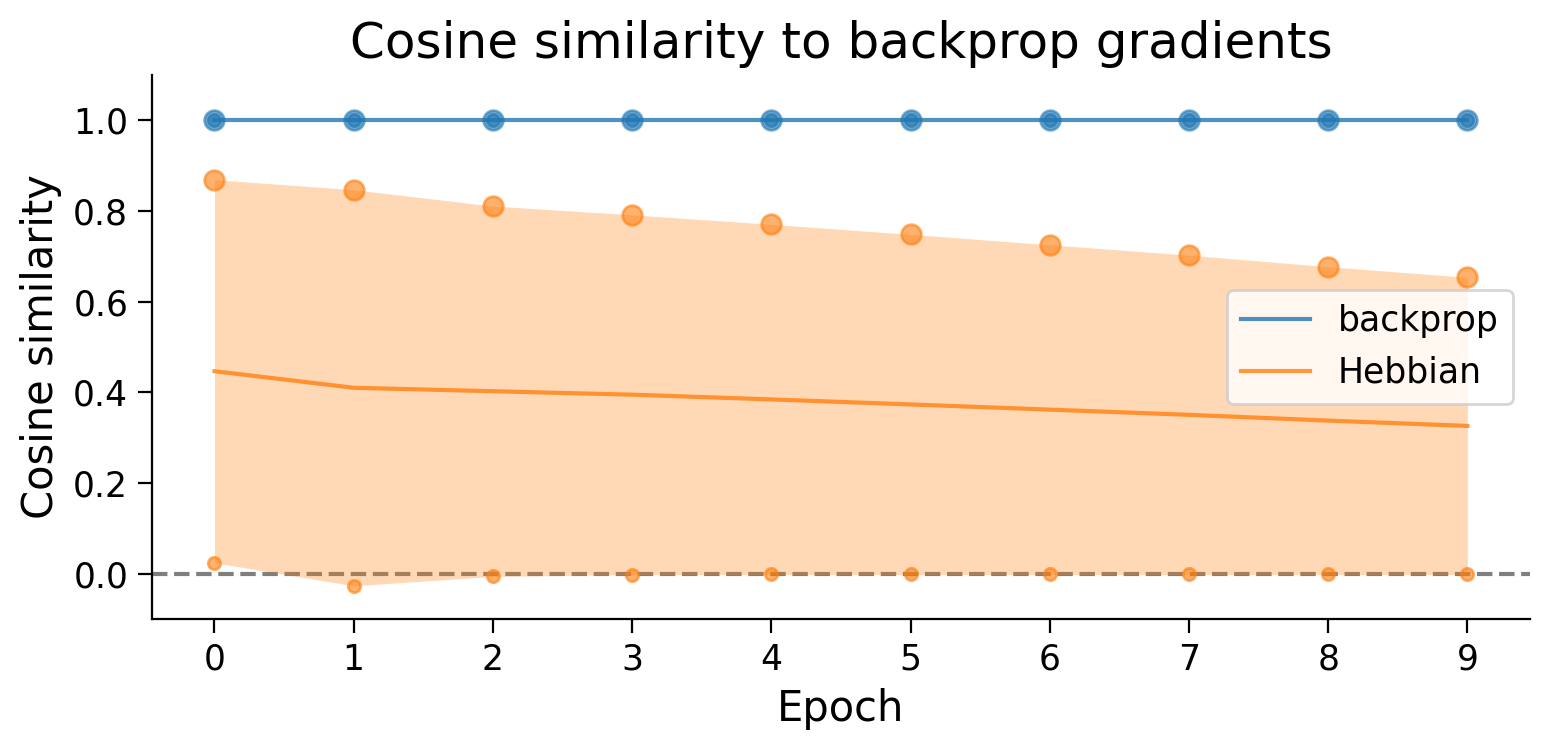 Cosine similarity to backprop gradients
Cosine similarity
1.0
0.8
0.6
0.4
0.2
0.0
backprop
Hebbian
0 1 2 3 4 5 6 7 8 9
Epoch